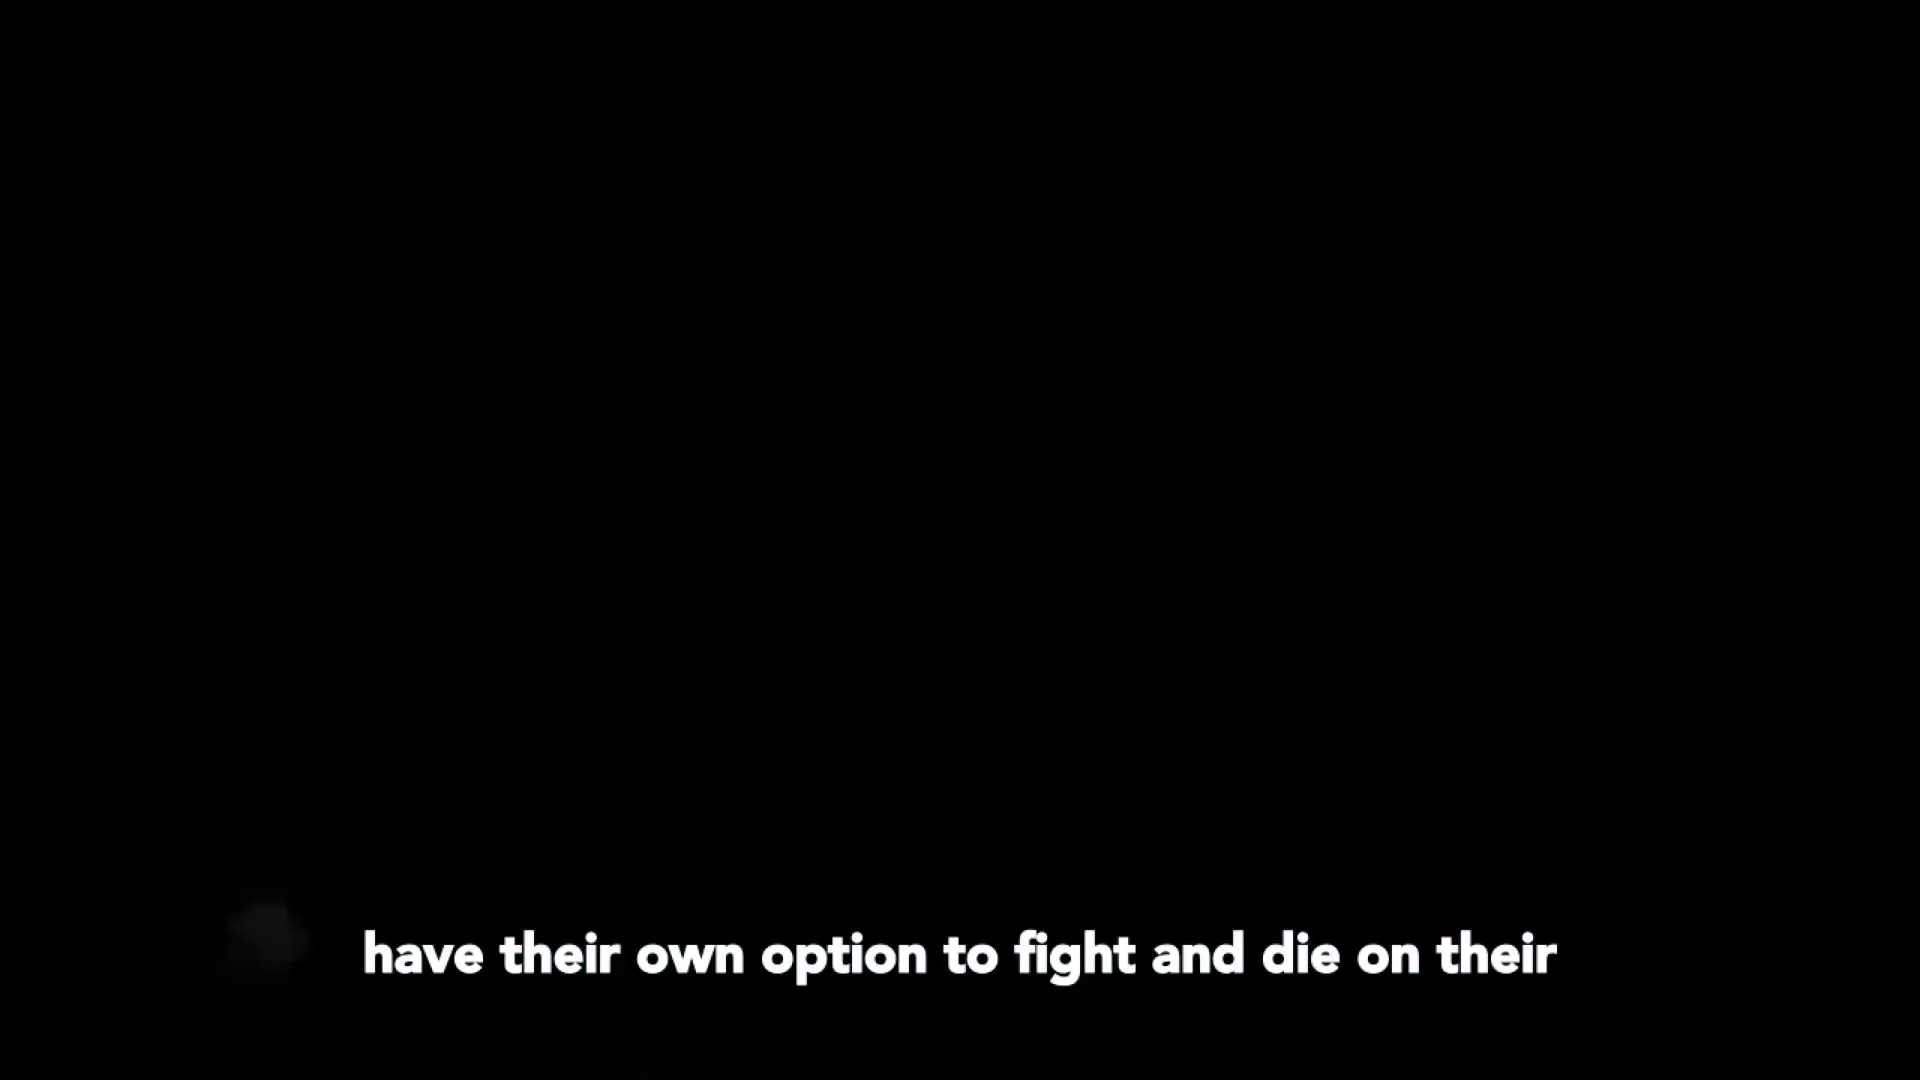 have their own option to fight and die on their